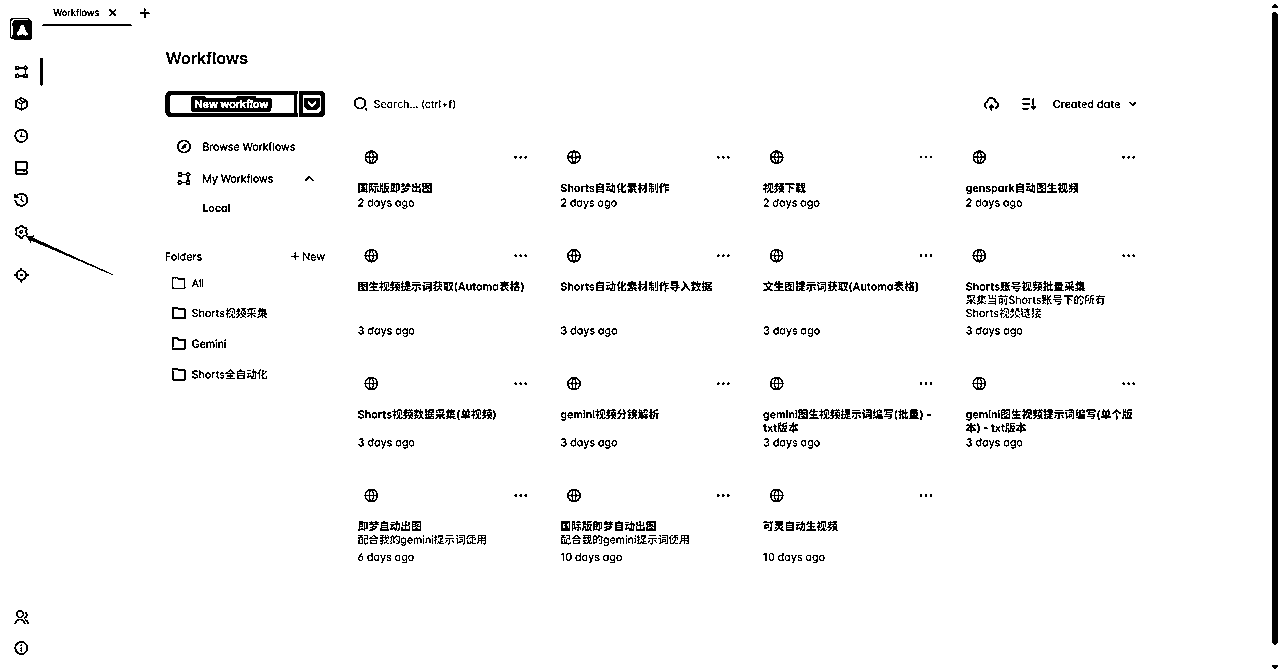 Workflows
Workflows
New workflow
Search... (ctrl+f)
Created date
Browse Workflows
My Workflows
Local
Folders
+ New
All
Shorts视频采集
Gemini
Shorts全自动化
国际版即梦出图
2 days ago
Shorts自动化素材制作
2 days ago
视频下载
2 days ago
genspark自动图生视频
2 days ago
图生视频提示词获取(Automa表格)
3 days ago
Shorts自动化素材制作导入数据
3 days ago
文生图提示词获取(Automa表格)
3 days ago
Shorts账号视频批量采集
采集当前Shorts账号下的所有
Shorts视频链接
3 days ago
Shorts视频数据采集(单视频)
3 days ago
gemini视频分镜解析
3 days ago
gemini图生视频提示词编写(批量) -
txt版本
3 days ago
gemini图生视频提示词编写(单个版
本) - txt版本
3 days ago
即梦自动出图
配合我的gemini提示词使用
6 days ago
国际版即梦自动出图
配合我的gemini提示词使用
10 days ago
可灵自动生视频
10 days ago